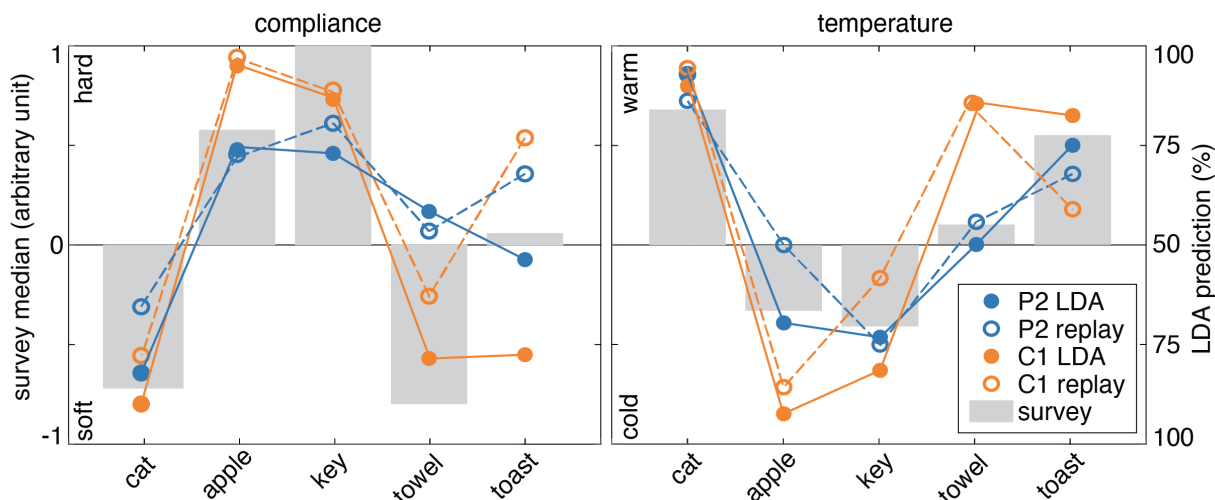 compliance
temperature
survey median (arbitrary unit)
1
0
-1
hard
soft
cat
apple
key
towel
toast
warm
cold
cat
apple
key
towel
toast
P2 LDA
P2 replay
C1 LDA
C1 replay
survey
100
75
50
75
100
LDA prediction (%)